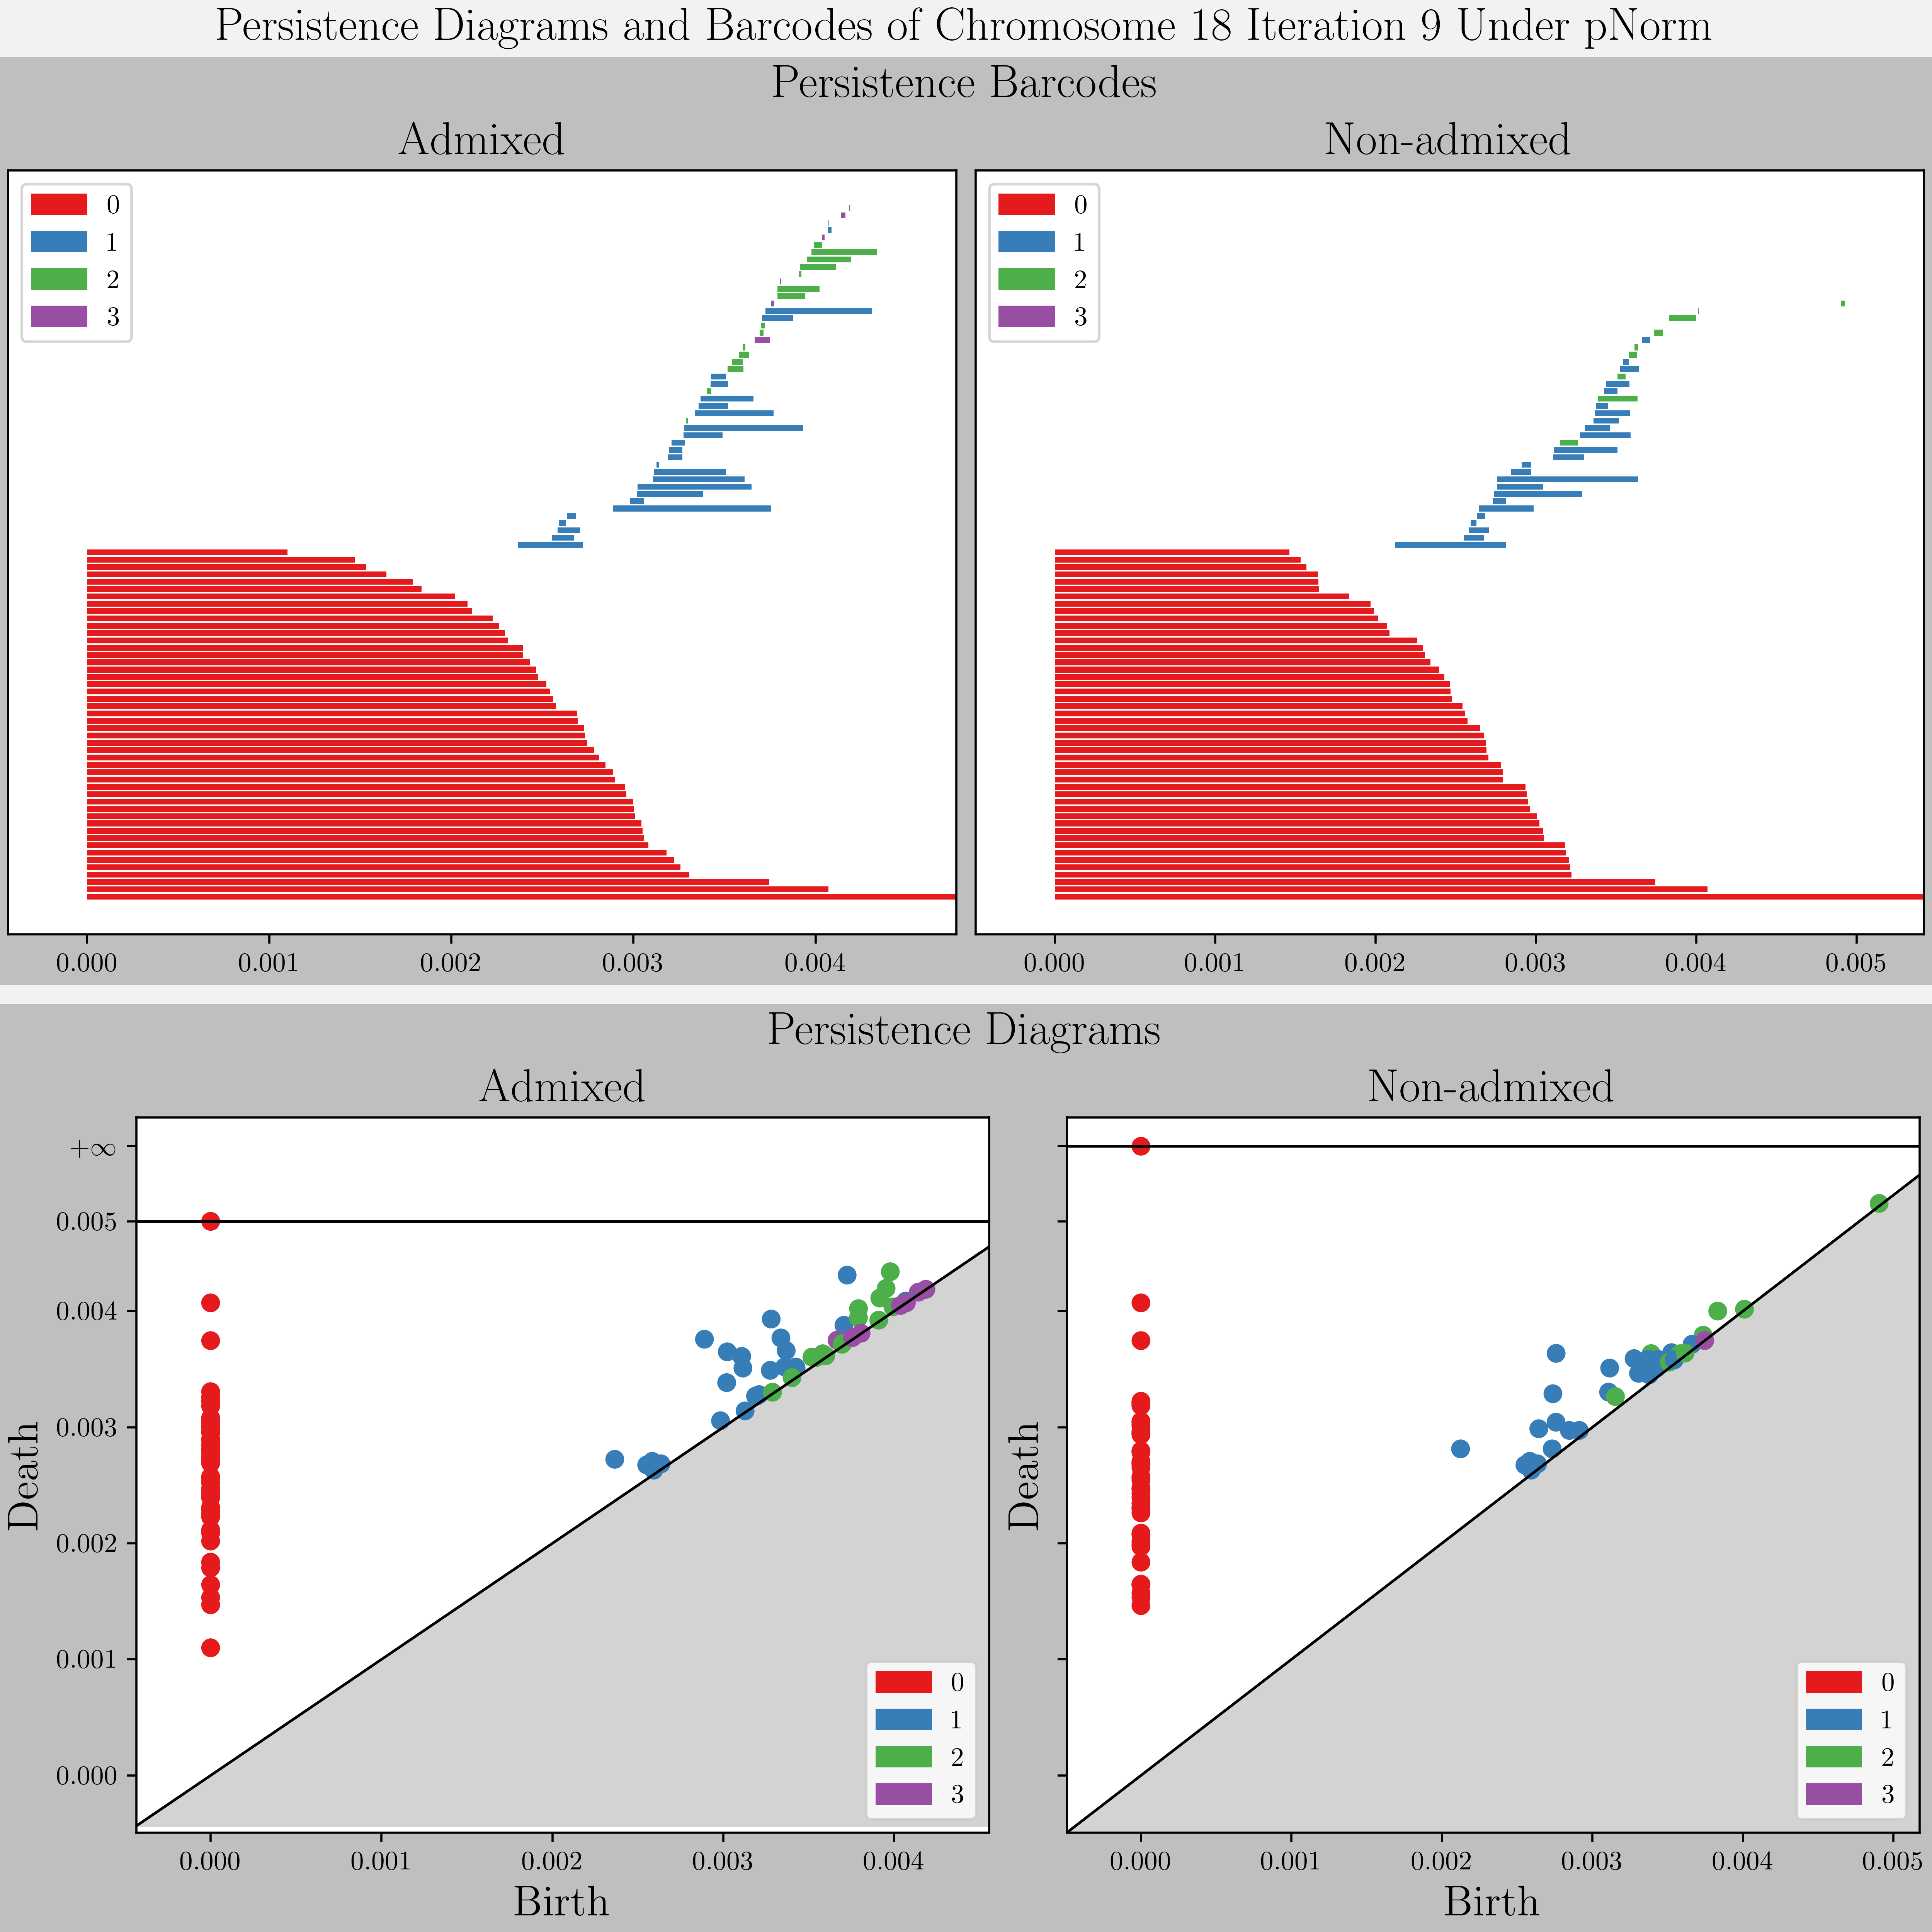 Persistence Diagrams and Barcodes of Chromosome 18 Iteration 9 Under pNorm
Persistence Barcodes
Admixed
0
1
2
3
0.000 0.001 0.002 0.003 0.004
Non-admixed
0
1
2
3
0.000 0.001 0.002 0.003 0.004 0.005
Persistence Diagrams
Admixed
Death
+∞
0.005
0.004
0.003
0.002
0.001
0.000
0
1
2
3
0.000 0.001 0.002 0.003 0.004
Birth
Non-admixed
Death
0
1
2
3
0.000 0.001 0.002 0.003 0.004 0.005
Birth